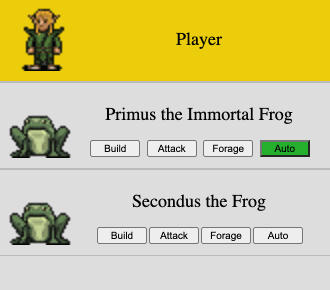 Player
Primus the Immortal Frog
Build Attack Forage Auto
Secondus the Frog
Build Attack Forage Auto